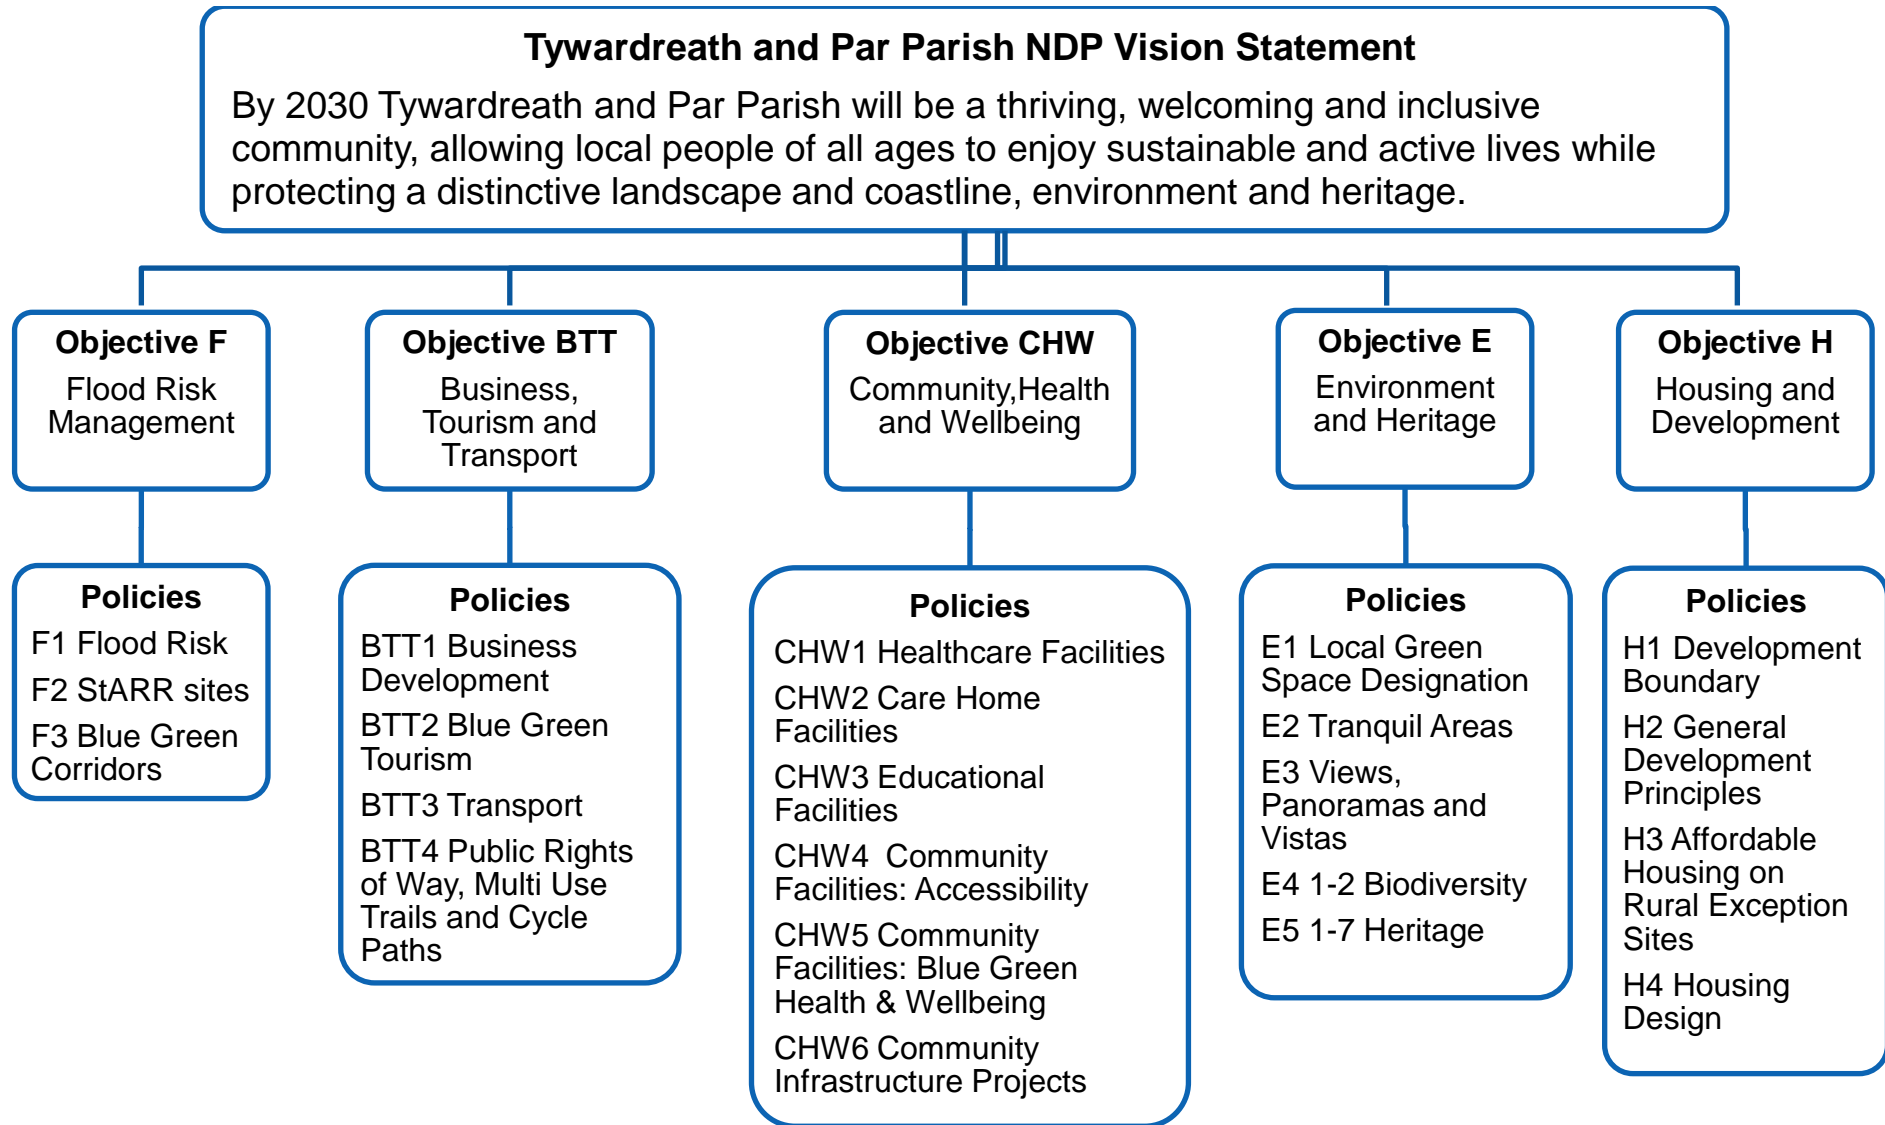 Tywardreath and Par Parish NDP Vision Statement
By 2030 Tywardreath and Par Parish will be a thriving, welcoming and inclusive
community, allowing local people of all ages to enjoy sustainable and active lives while
protecting a distinctive landscape and coastline, environment and heritage.
Objective F
Flood Risk
Management
Objective BTT
Business,
Tourism and
Transport
Objective CHW
Community,Health
and Wellbeing
Objective E
Environment
and Heritage
Objective H
Housing and
Development
Policies
F1 Flood Risk
F2 StARR sites
F3 Blue Green
Corridors
Policies
BTT1 Business
Development
BTT2 Blue Green
Tourism
BTT3 Transport
BTT4 Public Rights
of Way, Multi Use
Trails and Cycle
Paths
Policies
CHW1 Healthcare Facilities
CHW2 Care Home
Facilities
CHW3 Educational
Facilities
CHW4  Community
Facilities: Accessibility
CHW5 Community
Facilities: Blue Green
Health & Wellbeing
CHW6 Community
Infrastructure Projects
Policies
E1 Local Green
Space Designation
E2 Tranquil Areas
E3 Views,
Panoramas and
Vistas
E4 1-2 Biodiversity
E5 1-7 Heritage
Policies
H1 Development
Boundary
H2 General
Development
Principles
H3 Affordable
Housing on
Rural Exception
Sites
H4 Housing
Design